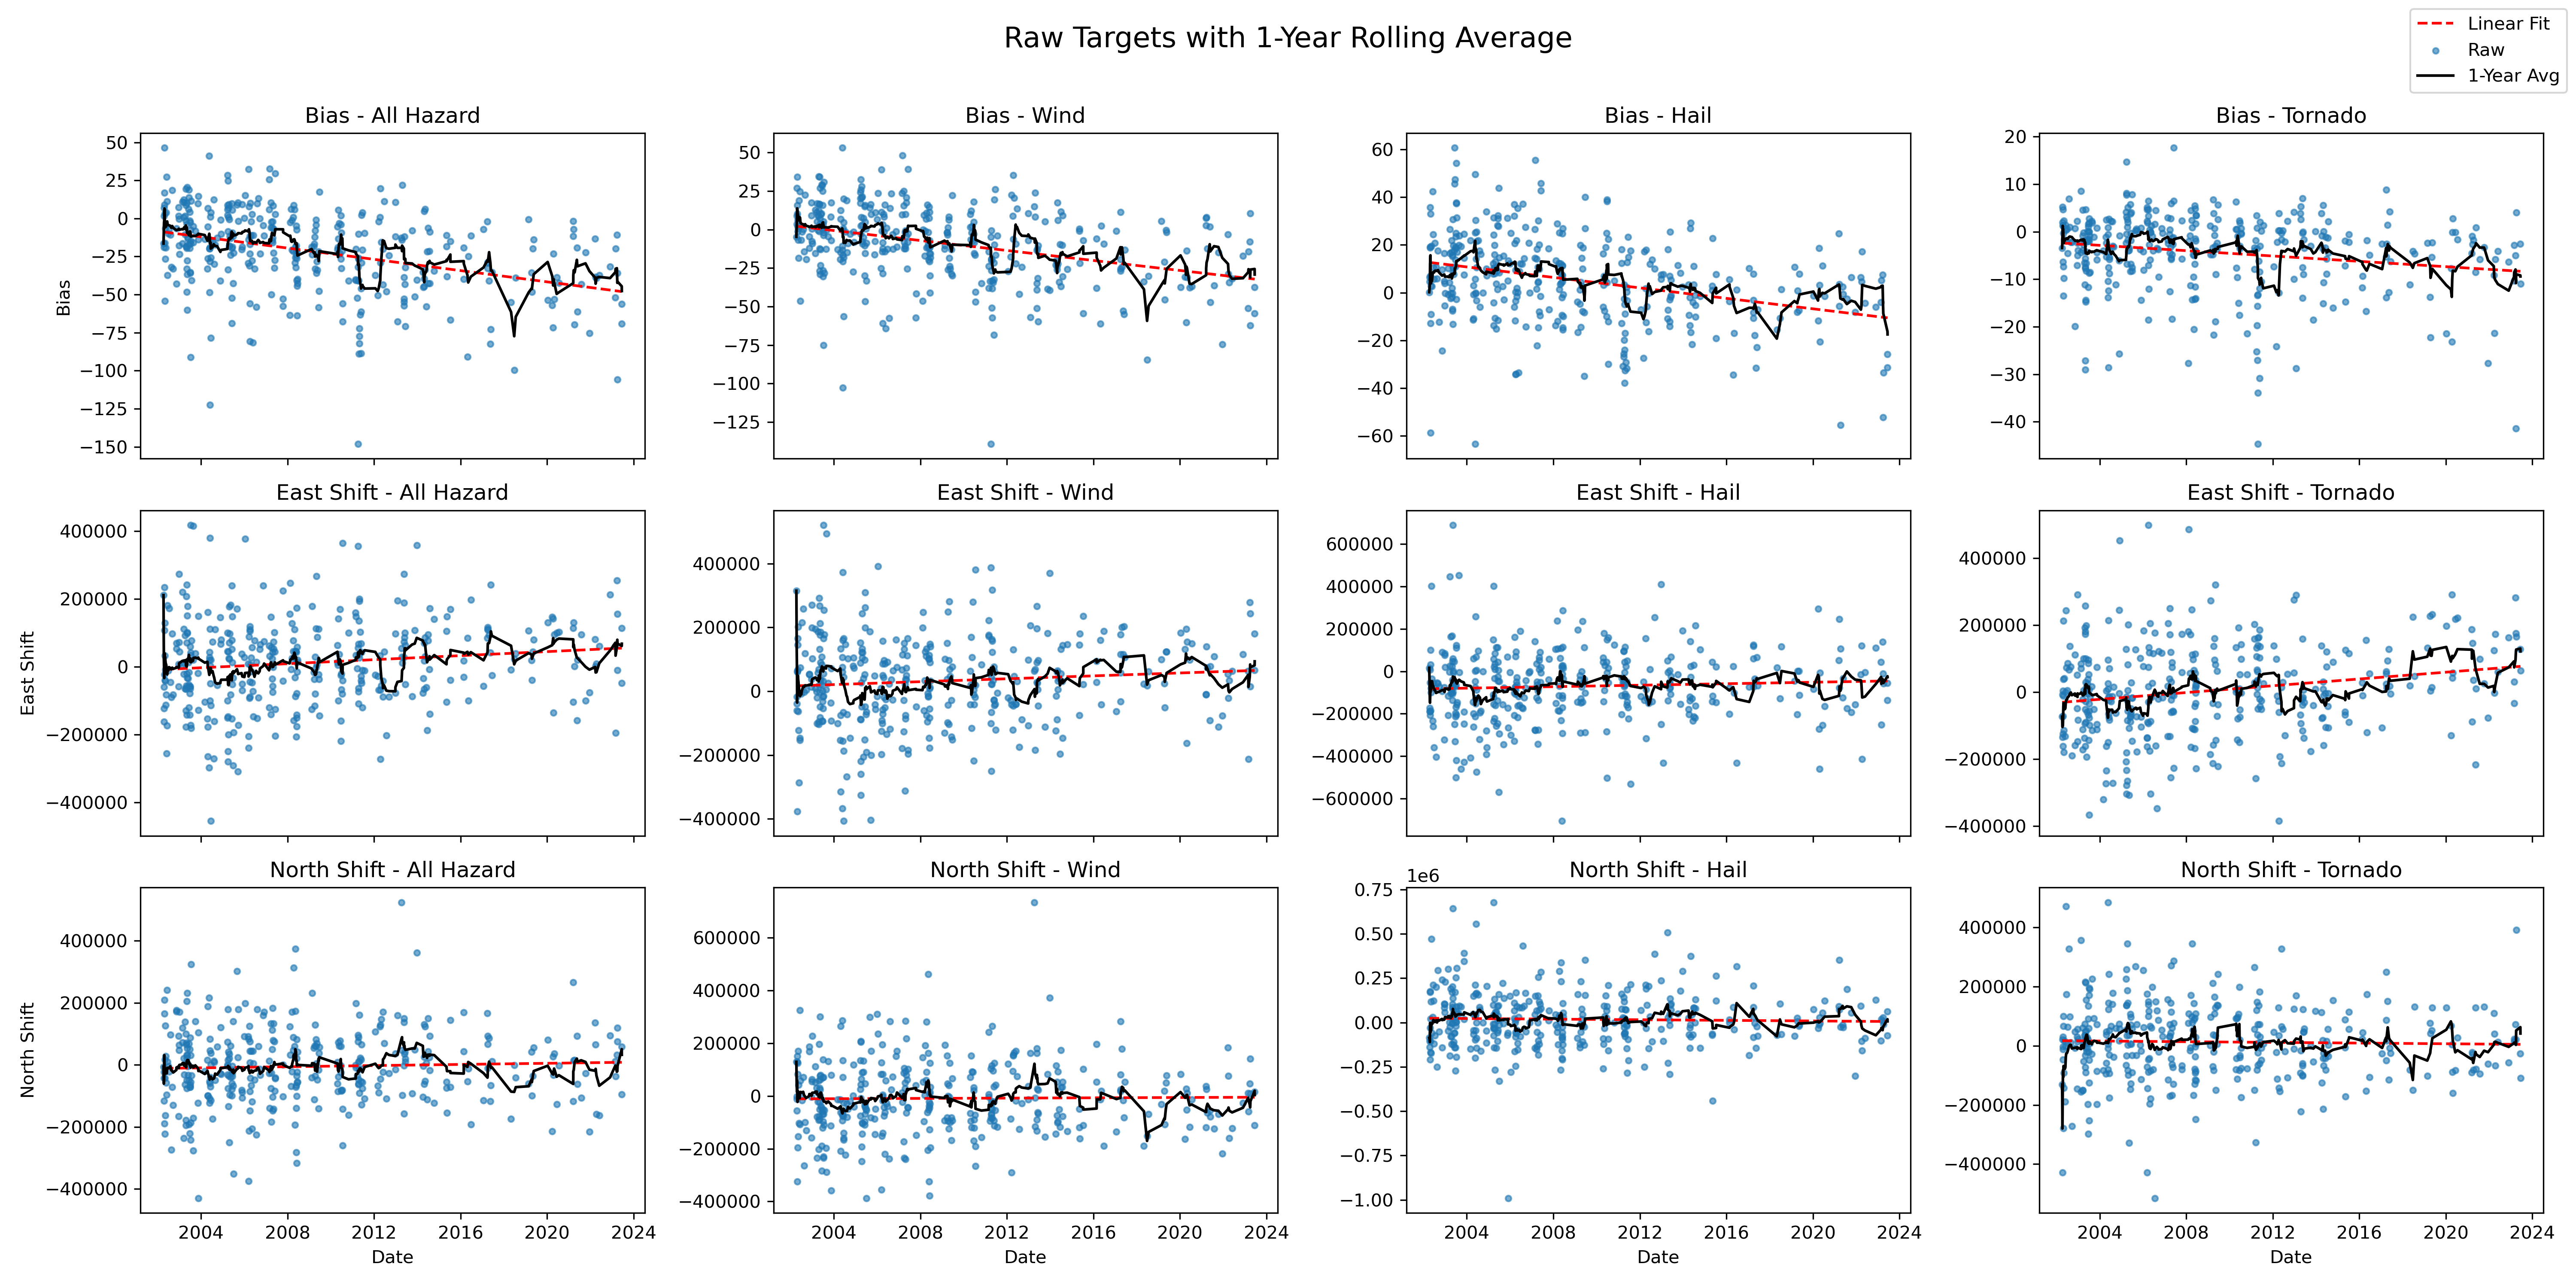 Raw Targets with 1-Year Rolling Average
Linear Fit
Raw
1-Year Avg
Bias - All Hazard
Bias - Wind
Bias - Hail
Bias - Tornado
Bias
50
25
0
−25
−50
−75
−100
−125
−150
50
25
0
−25
−50
−75
−100
−125
60
40
20
0
−20
−40
−60
20
10
0
−10
−20
−30
−40
East Shift - All Hazard
East Shift - Wind
East Shift - Hail
East Shift - Tornado
East Shift
400000
200000
0
−200000
−400000
400000
200000
0
−200000
−400000
600000
400000
200000
0
−200000
−400000
−600000
400000
200000
0
−200000
−400000
North Shift - All Hazard
North Shift - Wind
North Shift - Hail
North Shift - Tornado
North Shift
400000
200000
0
−200000
−400000
600000
400000
200000
0
−200000
−400000
1e6
0.75
0.50
0.25
0.00
−0.25
−0.50
−0.75
−1.00
400000
200000
0
−200000
−400000
2004 2008 2012 2016 2020 2024
2004 2008 2012 2016 2020 2024
2004 2008 2012 2016 2020 2024
2004 2008 2012 2016 2020 2024
Date
Date
Date
Date